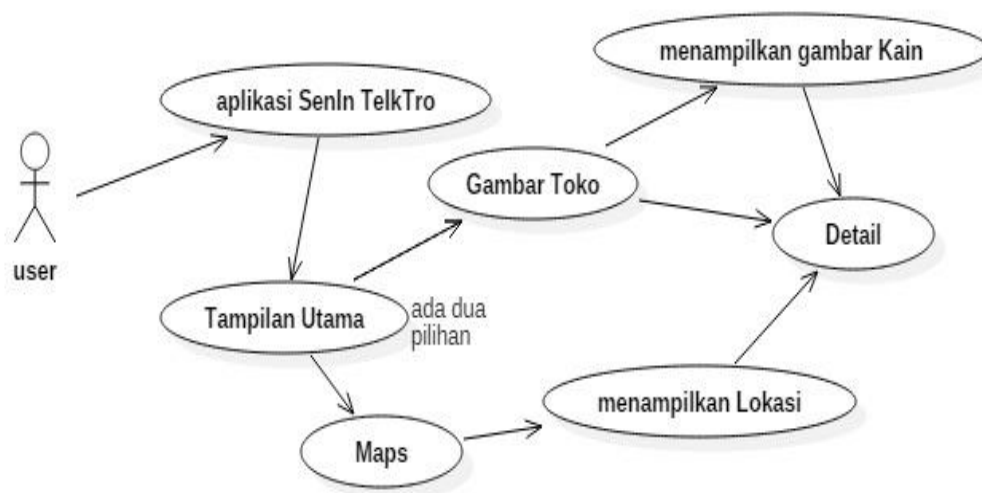 menampilkan gambar Kain
aplikasi SenIn TelkTro
Gambar Toko
Detail
user
Tampilan Utama
ada dua
pilihan
menampilkan Lokasi
Maps